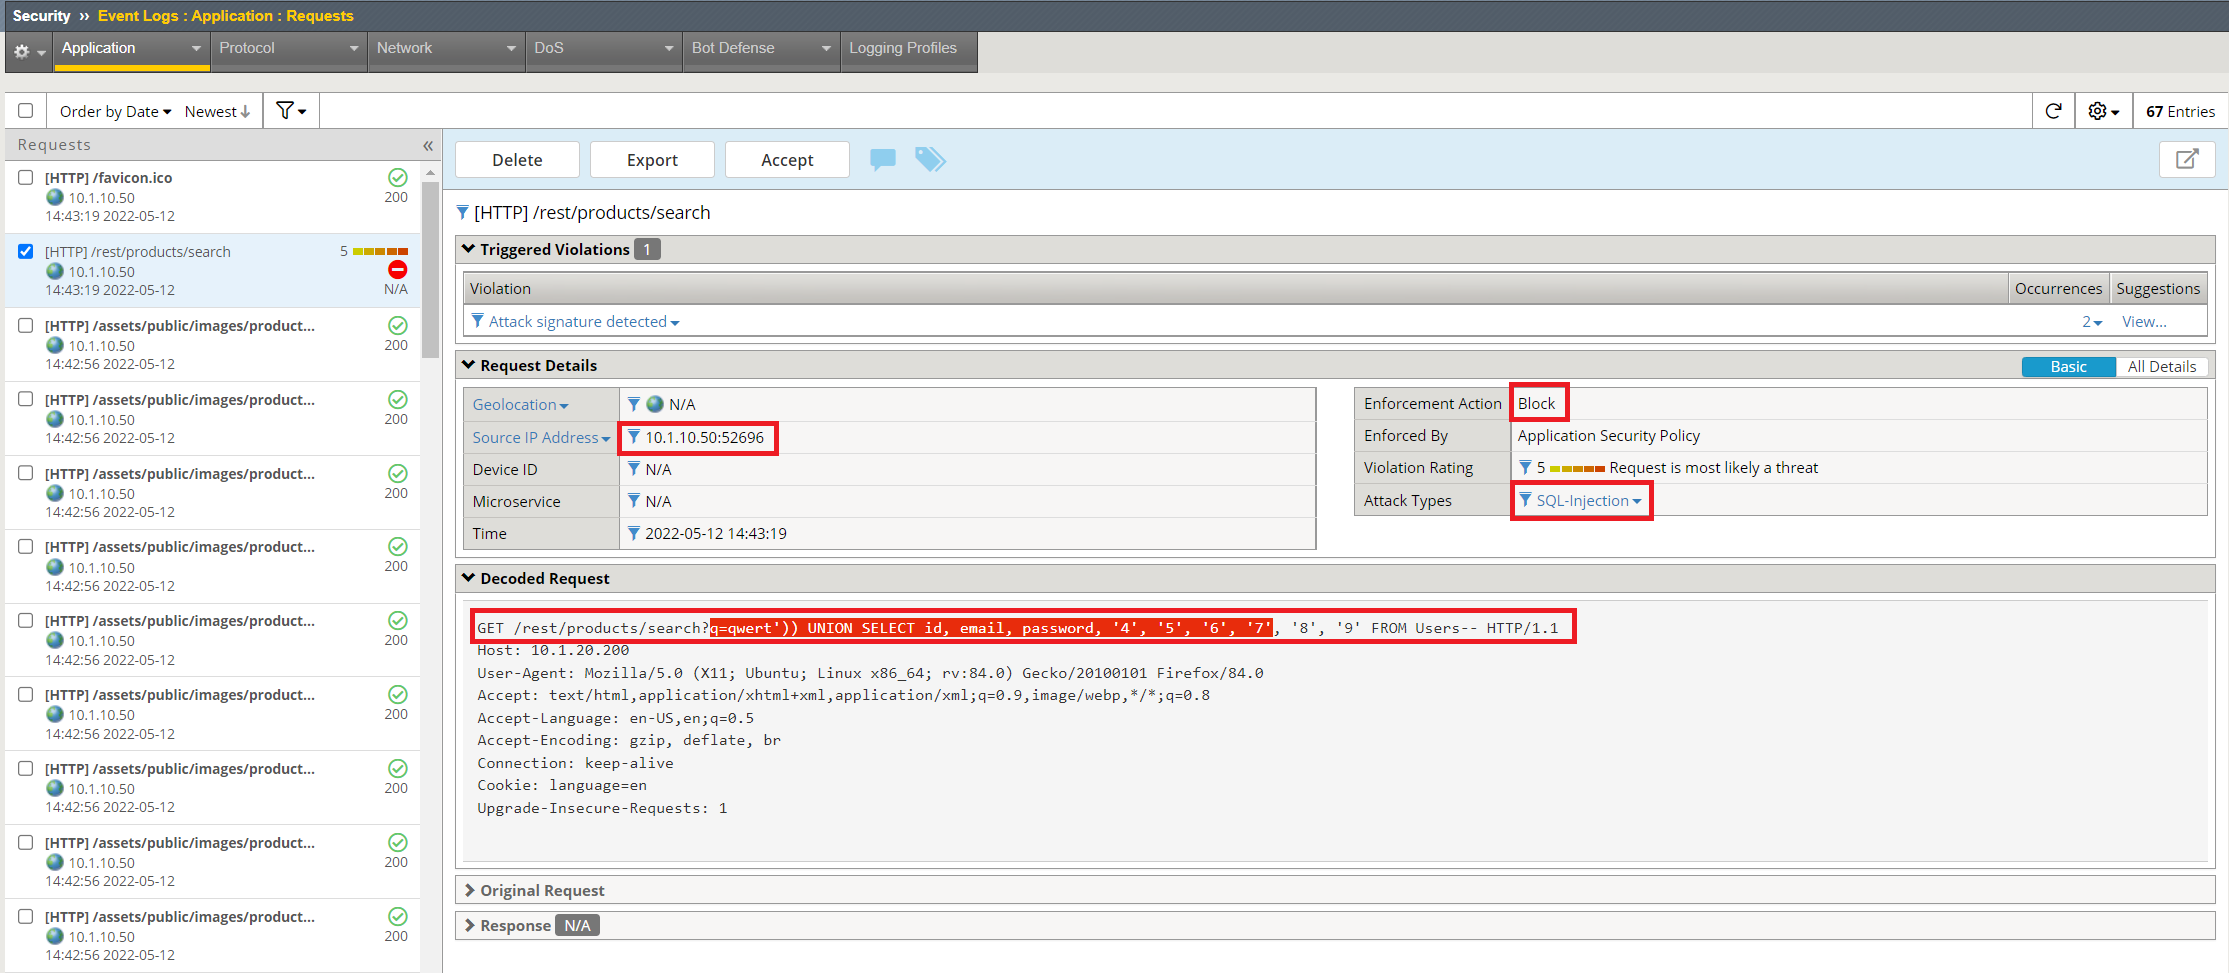 Security ›› Event Logs : Application : Requests
Application Protocol Network DoS Bot Defense Logging Profiles
Order by Date Newest 67 Entries
Requests
[HTTP] /favicon.ico
10.1.10.50 200
14:43:19 2022-05-12
[HTTP] /rest/products/search 5
10.1.10.50
14:43:19 2022-05-12 N/A
[HTTP] /assets/public/images/product...
10.1.10.50 200
14:42:56 2022-05-12
[HTTP] /assets/public/images/product...
10.1.10.50 200
14:42:56 2022-05-12
[HTTP] /assets/public/images/product...
10.1.10.50 200
14:42:56 2022-05-12
[HTTP] /assets/public/images/product...
10.1.10.50 200
14:42:56 2022-05-12
[HTTP] /assets/public/images/product...
10.1.10.50 200
14:42:56 2022-05-12
[HTTP] /assets/public/images/product...
10.1.10.50 200
14:42:56 2022-05-12
[HTTP] /assets/public/images/product...
10.1.10.50 200
14:42:56 2022-05-12
[HTTP] /assets/public/images/product...
10.1.10.50 200
14:42:56 2022-05-12
[HTTP] /assets/public/images/product...
10.1.10.50 200
14:42:56 2022-05-12
Delete Export Accept
[HTTP] /rest/products/search
Triggered Violations 1
Violation Occurrences Suggestions
Attack signature detected 2 View...
Request Details Basic All Details
Geolocation N/A
Source IP Address 10.1.10.50:52696
Device ID N/A
Microservice N/A
Time 2022-05-12 14:43:19
Enforcement Action Block
Enforced By Application Security Policy
Violation Rating 5 Request is most likely a threat
Attack Types SQL-Injection
Decoded Request
GET /rest/products/search?q=qwert')) UNION SELECT id, email, password, '4', '5', '6', '7', '8', '9' FROM Users-- HTTP/1.1
Host: 10.1.20.200
User-Agent: Mozilla/5.0 (X11; Ubuntu; Linux x86_64; rv:84.0) Gecko/20100101 Firefox/84.0
Accept: text/html,application/xhtml+xml,application/xml;q=0.9,image/webp,*/*;q=0.8
Accept-Language: en-US,en;q=0.5
Accept-Encoding: gzip, deflate, br
Connection: keep-alive
Cookie: language=en
Upgrade-Insecure-Requests: 1
Original Request
Response N/A